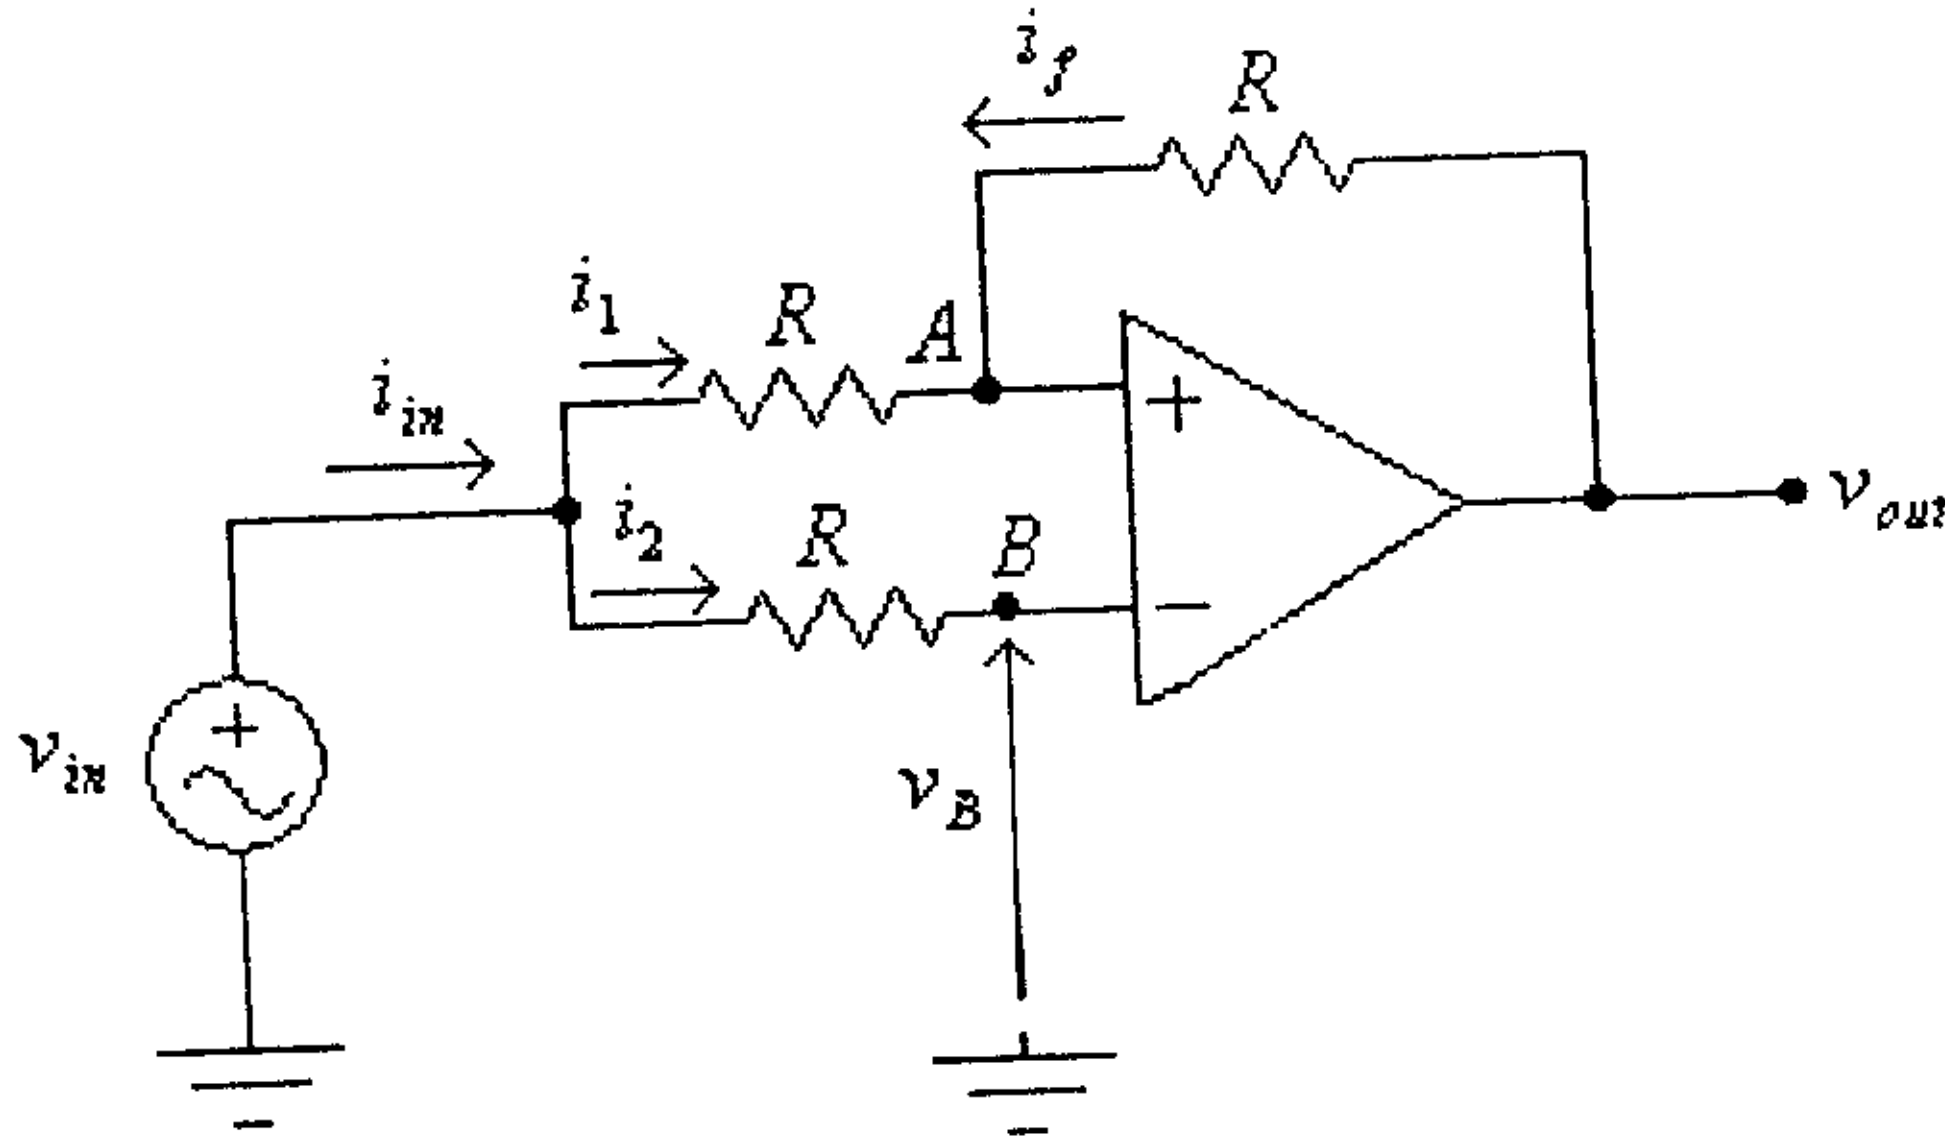 i_f
R
i_1
R
A
i_in
+
i_2
R
B
−
v_out
+
v_in
v_B